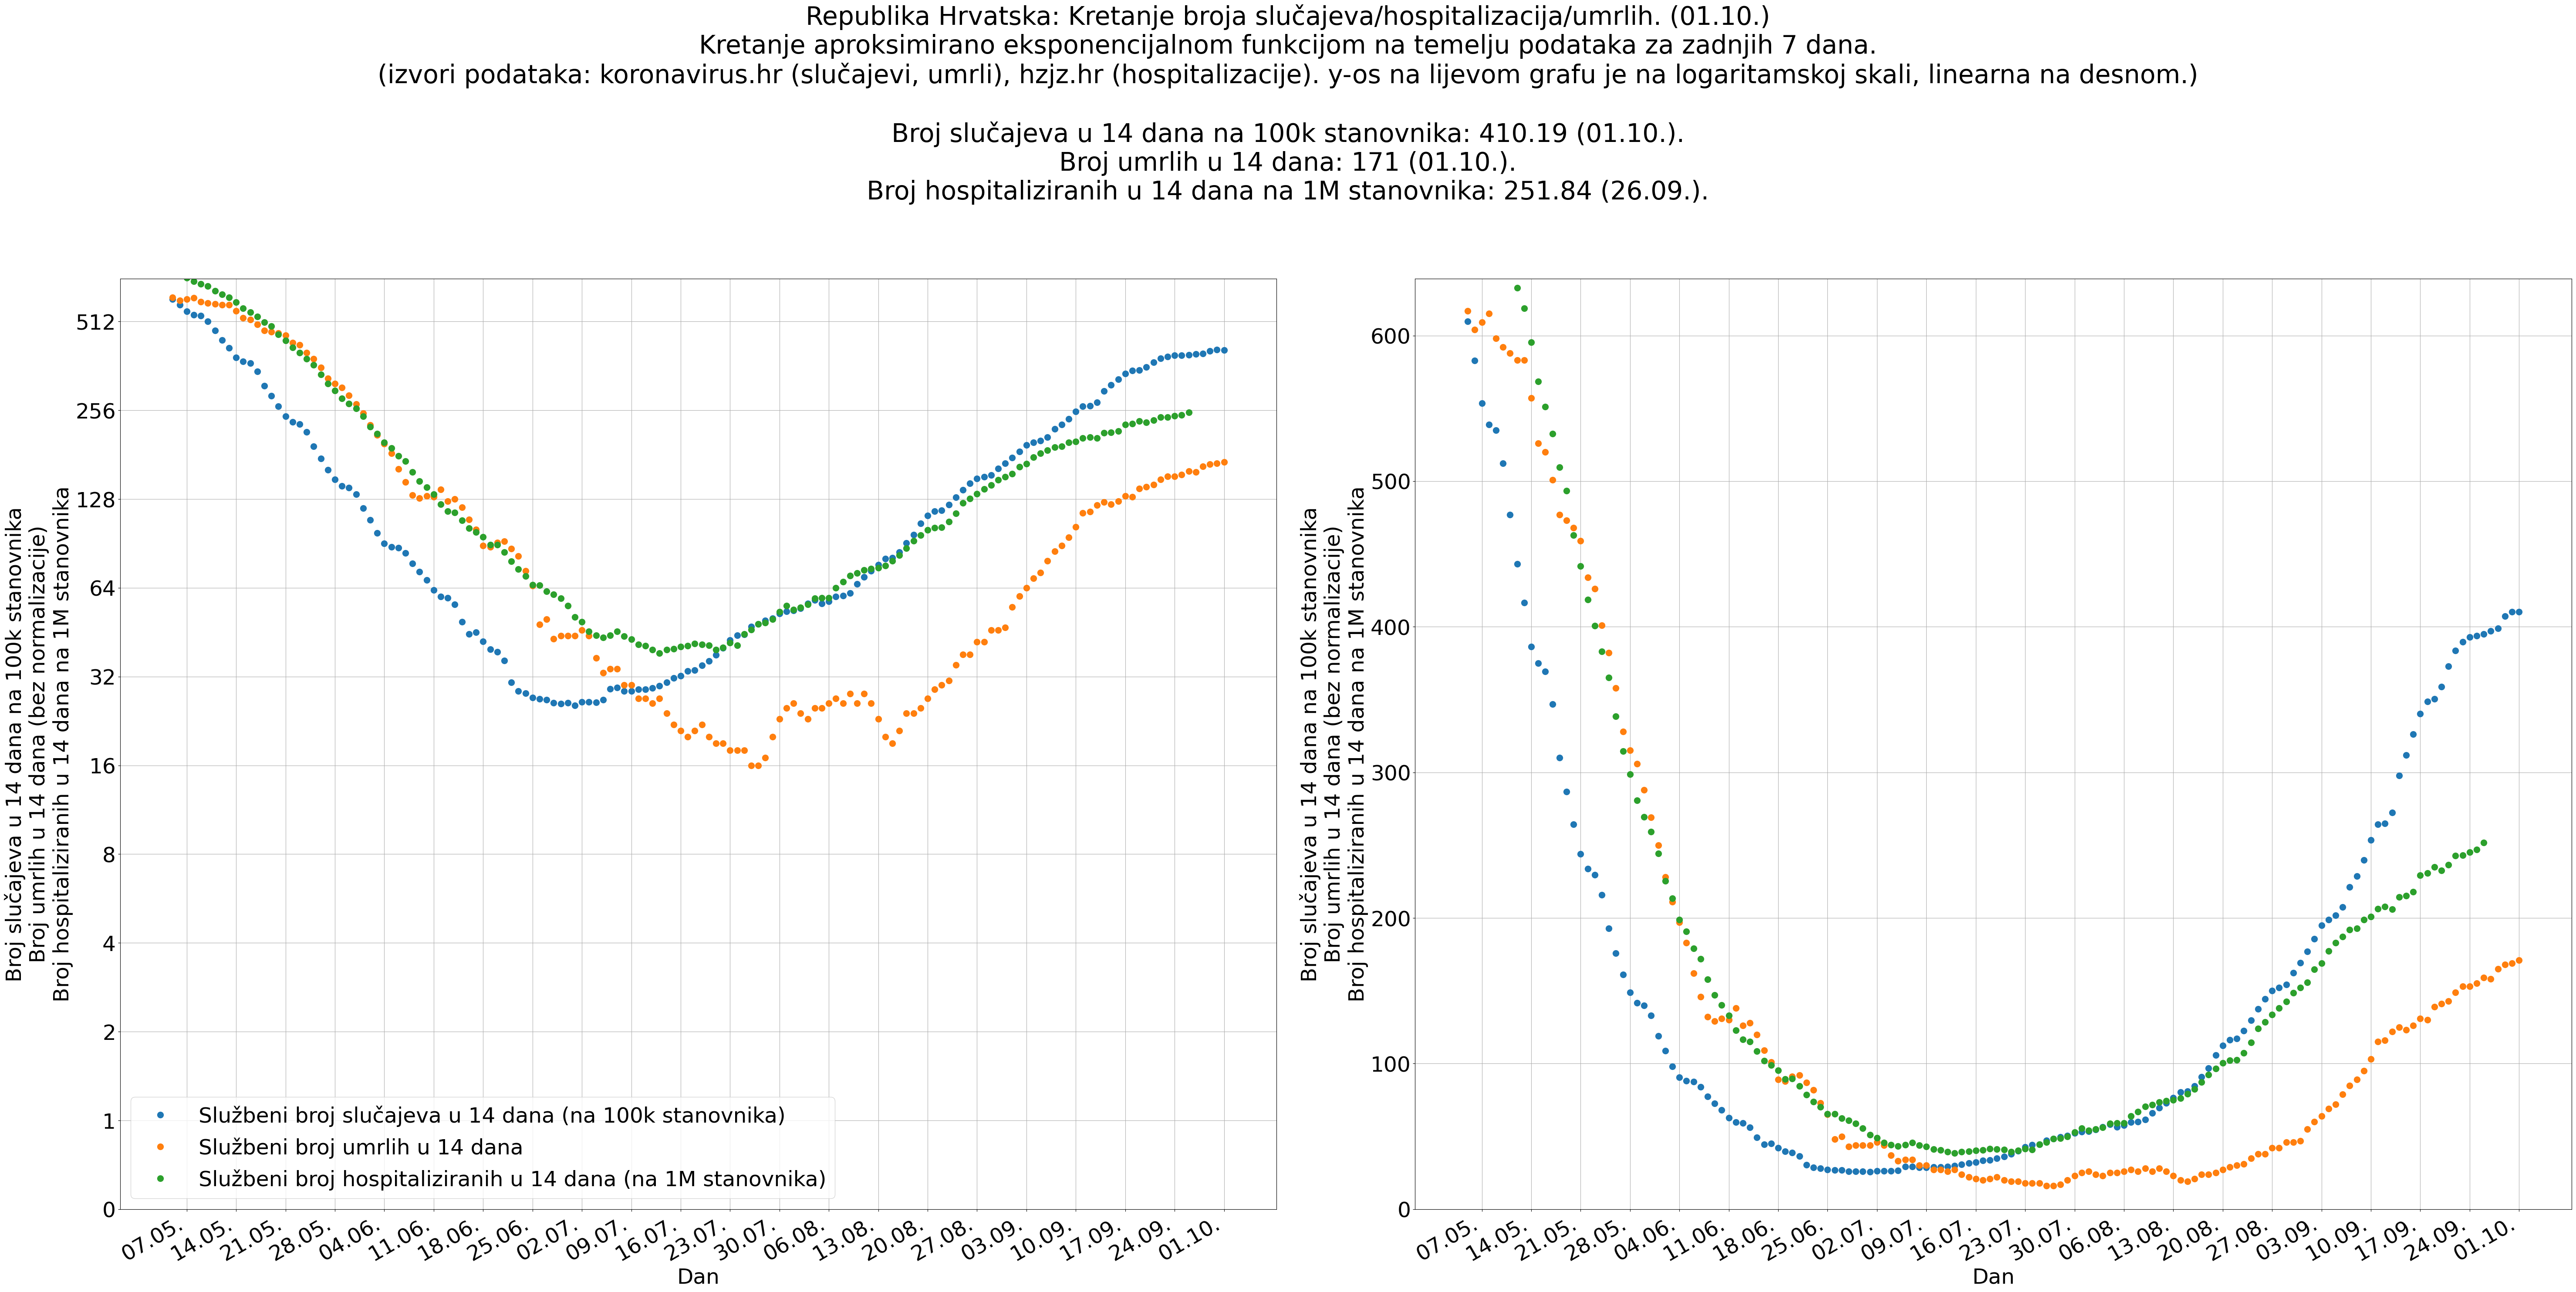 Republika Hrvatska: Kretanje broja slučajeva/hospitalizacija/umrlih. (01.10.)
Kretanje aproksimirano eksponencijalnom funkcijom na temelju podataka za zadnjih 7 dana.
(izvori podataka: koronavirus.hr (slučajevi, umrli), hzjz.hr (hospitalizacije). y-os na lijevom grafu je na logaritamskoj skali, linearna na desnom.)
Broj slučajeva u 14 dana na 100k stanovnika: 410.19 (01.10.).
Broj umrlih u 14 dana: 171 (01.10.).
Broj hospitaliziranih u 14 dana na 1M stanovnika: 251.84 (26.09.).
Broj slučajeva u 14 dana na 100k stanovnika
Broj umrlih u 14 dana (bez normalizacije)
Broj hospitaliziranih u 14 dana na 1M stanovnika
512
256
128
64
32
16
8
4
2
1
0
Službeni broj slučajeva u 14 dana (na 100k stanovnika)
Službeni broj umrlih u 14 dana
Službeni broj hospitaliziranih u 14 dana (na 1M stanovnika)
07.05. 14.05. 21.05. 28.05. 04.06. 11.06. 18.06. 25.06. 02.07. 09.07. 16.07. 23.07. 30.07. 06.08. 13.08. 20.08. 27.08. 03.09. 10.09. 17.09. 24.09. 01.10.
Dan
Broj slučajeva u 14 dana na 100k stanovnika
Broj umrlih u 14 dana (bez normalizacije)
Broj hospitaliziranih u 14 dana na 1M stanovnika
600
500
400
300
200
100
0
07.05. 14.05. 21.05. 28.05. 04.06. 11.06. 18.06. 25.06. 02.07. 09.07. 16.07. 23.07. 30.07. 06.08. 13.08. 20.08. 27.08. 03.09. 10.09. 17.09. 24.09. 01.10.
Dan